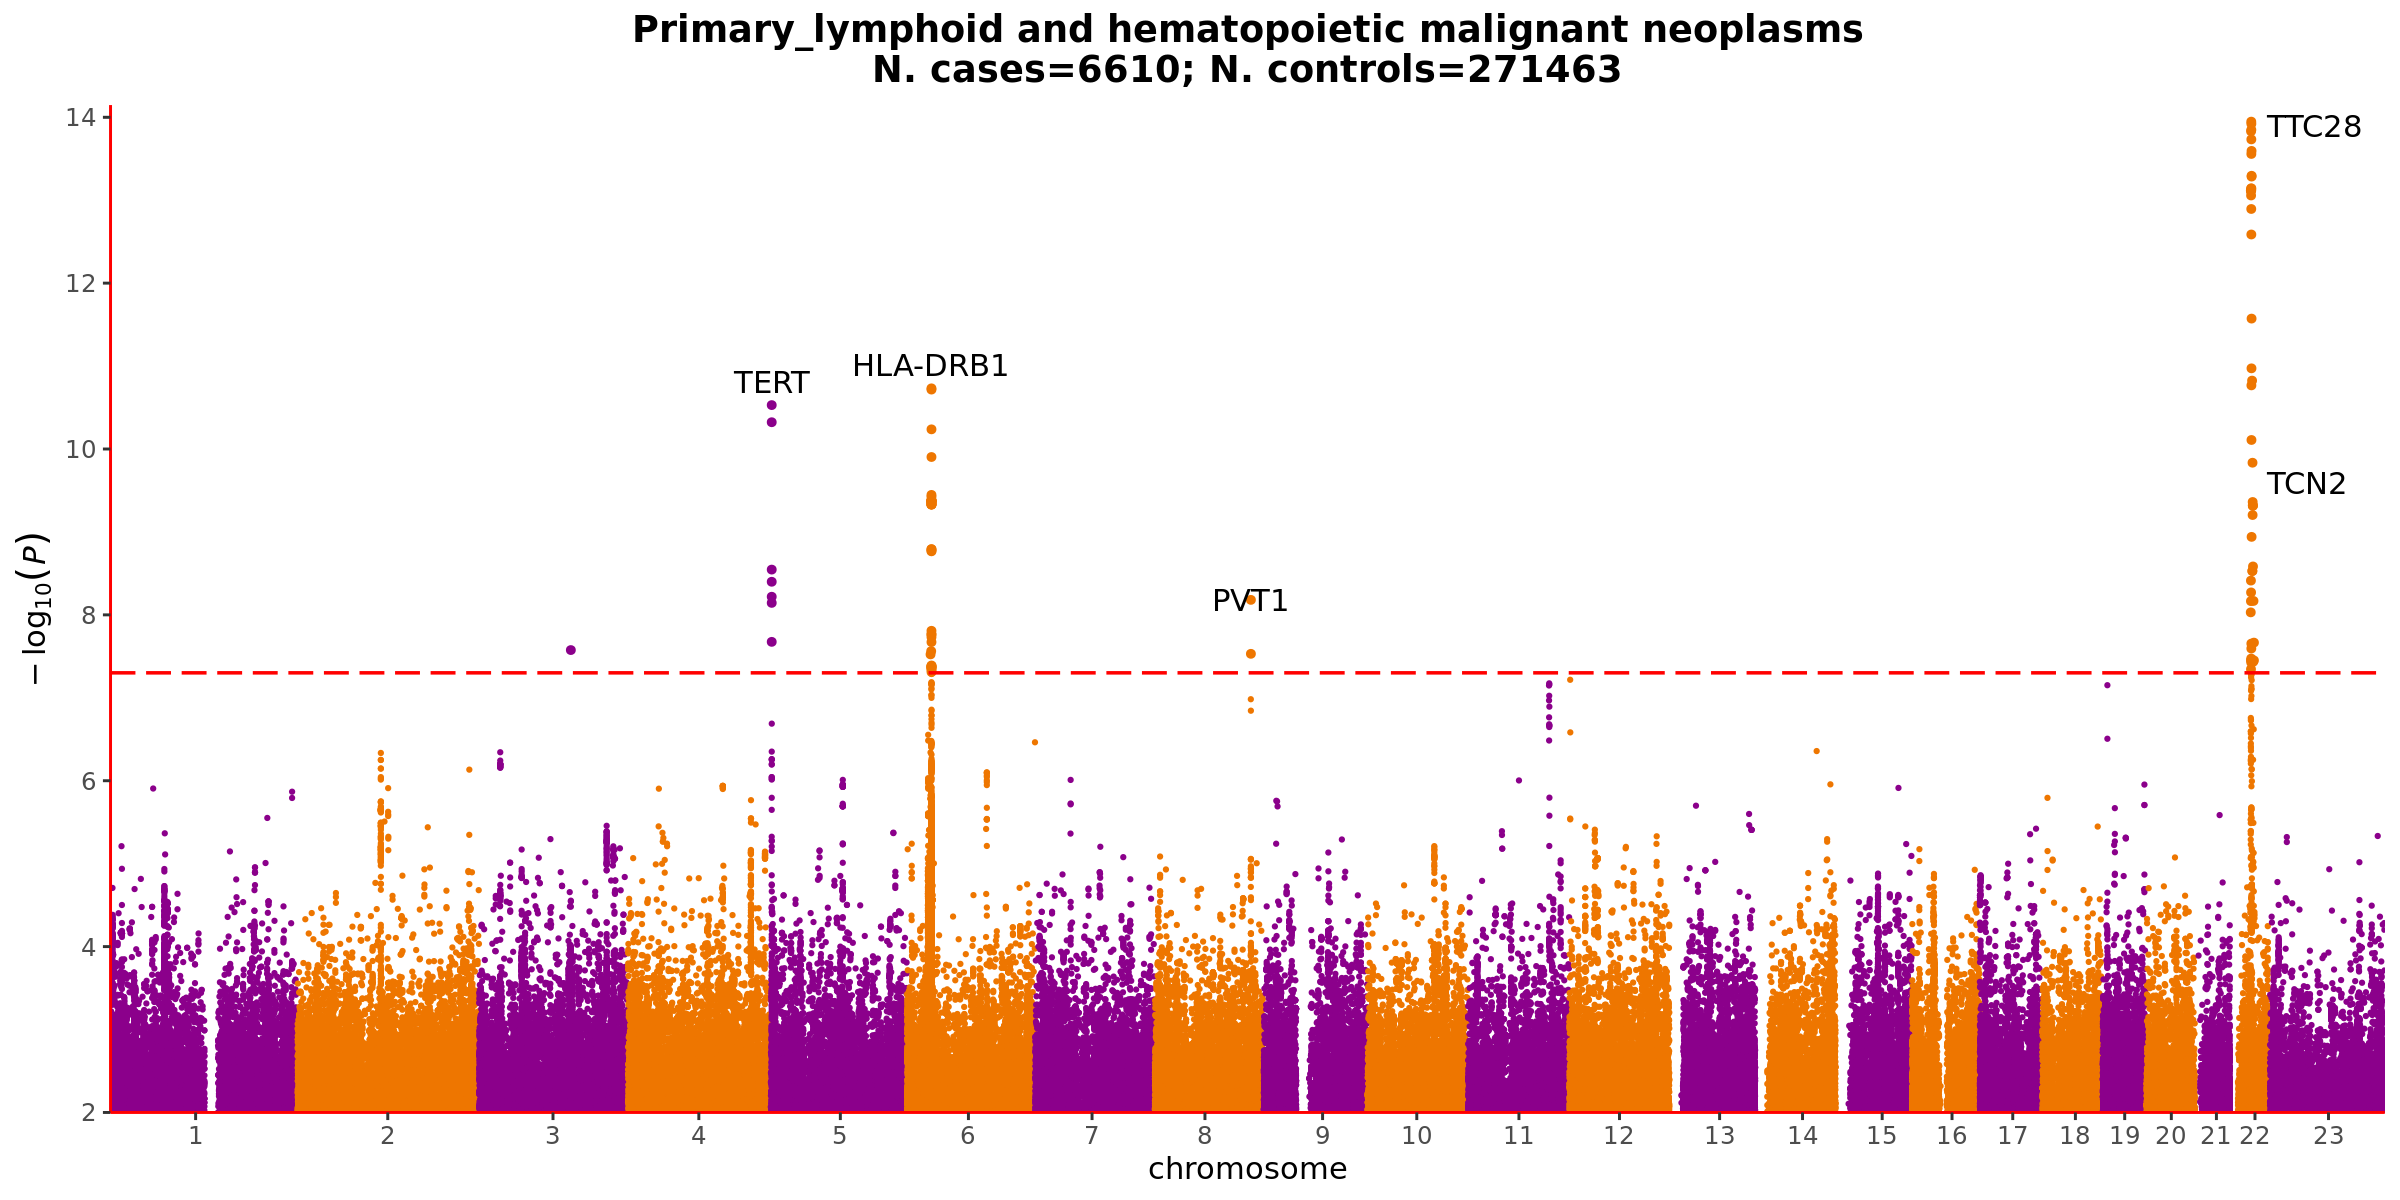 Primary_lymphoid and hematopoietic malignant neoplasms
N. cases=6610; N. controls=271463
14
TTC28
12
HLA-DRB1
TERT
10
TCN2
8
PVT1
6
4
2
−log10(P)
1 2 3 4 5 6 7 8 9 10 11 12 13 14 15 16 17 18 19 20 21 22 23
chromosome